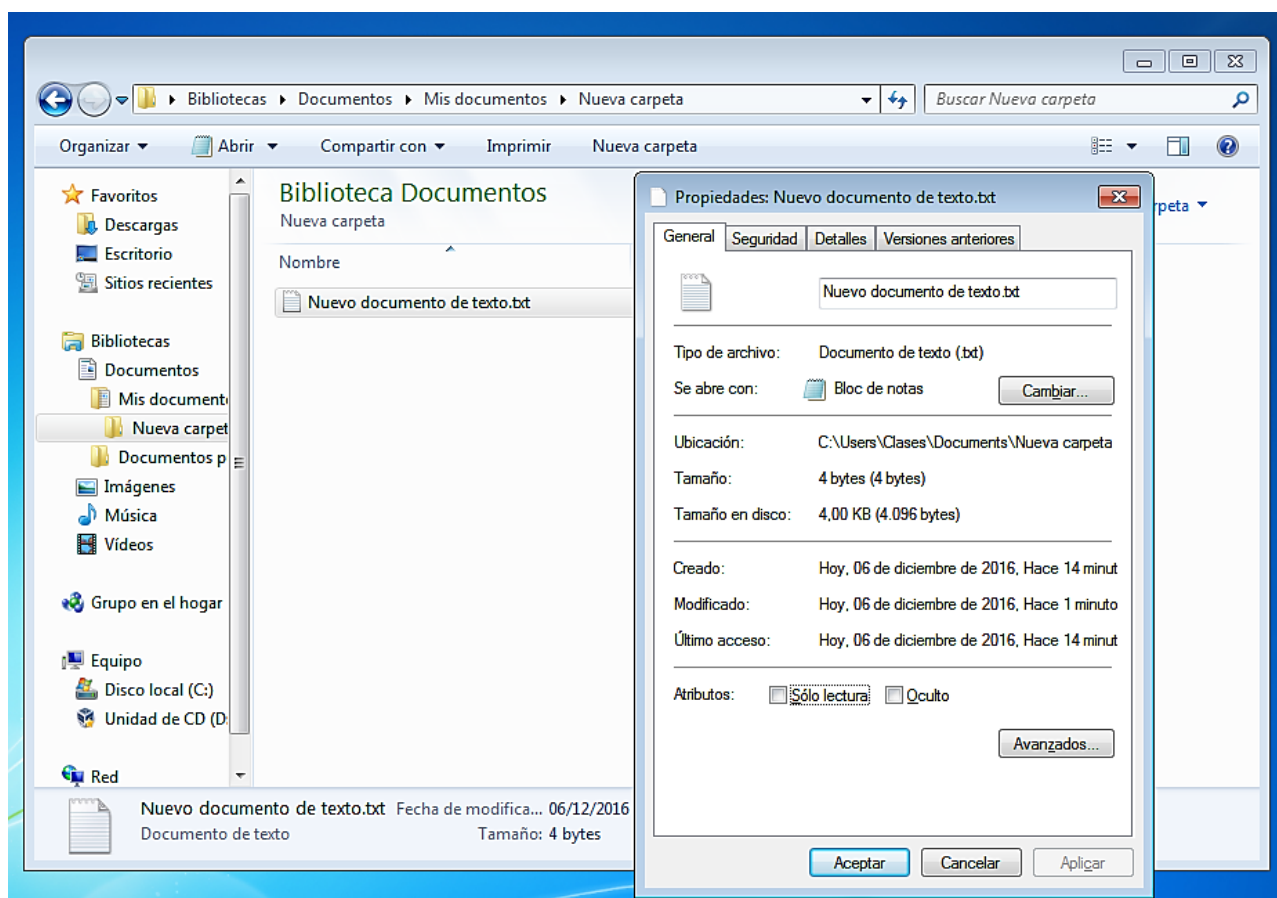 Bibliotecas Documentos Mis documentos Nueva carpeta
Buscar Nueva carpeta
Organizar Abrir Compartir con Imprimir Nueva carpeta
Favoritos
Descargas
Escritorio
Sitios recientes
Bibliotecas
Documentos
Mis document
Nueva carpet
Documentos p
Imágenes
Música
Vídeos
Grupo en el hogar
Equipo
Disco local (C:)
Unidad de CD (D:
Red
Biblioteca Documentos
Nueva carpeta
rpeta
Nombre
Nuevo documento de texto.txt
Propiedades: Nuevo documento de texto.txt
General Seguridad Detalles Versiones anteriores
Nuevo documento de texto.txt
Tipo de archivo: Documento de texto (.txt)
Se abre con: Bloc de notas Cambiar...
Ubicación: C:\Users\Clases\Documents\Nueva carpeta
Tamaño: 4 bytes (4 bytes)
Tamaño en disco: 4,00 KB (4.096 bytes)
Creado: Hoy, 06 de diciembre de 2016, Hace 14 minut
Modificado: Hoy, 06 de diciembre de 2016, Hace 1 minuto
Último acceso: Hoy, 06 de diciembre de 2016, Hace 14 minut
Atributos: Sólo lectura Oculto
Avanzados...
Aceptar Cancelar Aplicar
Nuevo documento de texto.txt Fecha de modifica... 06/12/2016
Documento de texto Tamaño: 4 bytes